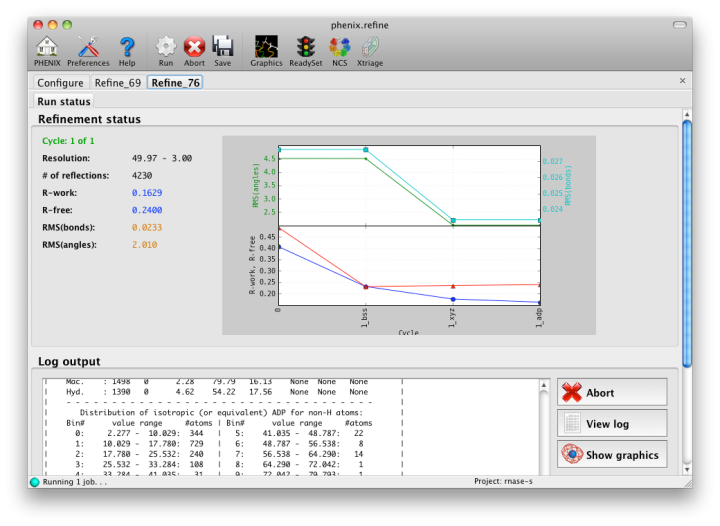 phenix.refine
PHENIX Preferences Help Run Abort Save Graphics ReadySet NCS Xtriage
Configure Refine_69 Refine_76 ×
Run status
Refinement status
Cycle: 1 of 1
Resolution: 49.97 - 3.00
# of reflections: 4230
R-work: 0.1629
R-free: 0.2400
RMS(bonds): 0.0233
RMS(angles): 2.010
RMS(angles)
4.5
4.0
3.5
3.0
2.5
0.027
0.026
0.025
0.024
RMS(bonds)
R-work, R-free
0.45
0.40
0.35
0.30
0.25
0.20
0 1_bss 1_xyz 1_adp
Cycle
Log output
| Mac. : 1498 0 2.28 79.79 16.13 None None None |
| Hyd. : 1390 0 4.62 54.22 17.56 None None None |
| - - - - - - - - - - - - - - - - - - - - - - - - - - - - - - - - - - - |
| Distribution of isotropic (or equivalent) ADP for non-H atoms: |
| Bin# value range #atoms | Bin# value range #atoms |
| 0: 2.277 - 10.029: 344 | 5: 41.035 - 48.787: 22 |
| 1: 10.029 - 17.780: 729 | 6: 48.787 - 56.538: 8 |
| 2: 17.780 - 25.532: 240 | 7: 56.538 - 64.290: 14 |
| 3: 25.532 - 33.284: 108 | 8: 64.290 - 72.042: 1 |
| 4: 33.284 - 41.035: 31 | 9: 72.042 - 79.793: 1 |
Abort
View log
Show graphics
Running 1 job... Project: rnase-s